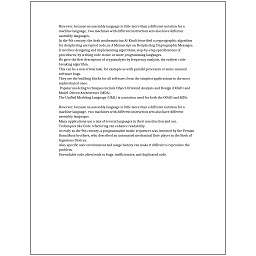 However, because an assembly language is little more than a different notation for a
machine language, two machines with different instruction sets also have different
assembly languages.
In the 9th century, the Arab mathematician Al-Kindi described a cryptographic algorithm
for deciphering encrypted code, in A Manuscript on Deciphering Cryptographic Messages.
It involves designing and implementing algorithms, step-by-step specifications of
procedures, by writing code in one or more programming languages.
He gave the first description of cryptanalysis by frequency analysis, the earliest code-
breaking algorithm.
This can be a non-trivial task, for example as with parallel processes or some unusual
software bugs.
They are the building blocks for all software, from the simplest applications to the most
sophisticated ones.
Popular modeling techniques include Object-Oriented Analysis and Design (OOAD) and
Model-Driven Architecture (MDA).
The Unified Modeling Language (UML) is a notation used for both the OOAD and MDA.

However, because an assembly language is little more than a different notation for a
machine language, two machines with different instruction sets also have different
assembly languages.
Many applications use a mix of several languages in their construction and use.
Techniques like Code refactoring can enhance readability.
As early as the 9th century, a programmable music sequencer was invented by the Persian
Banu Musa brothers, who described an automated mechanical flute player in the Book of
Ingenious Devices.
Also, specific user environment and usage history can make it difficult to reproduce the
problem.
Unreadable code often leads to bugs, inefficiencies, and duplicated code.